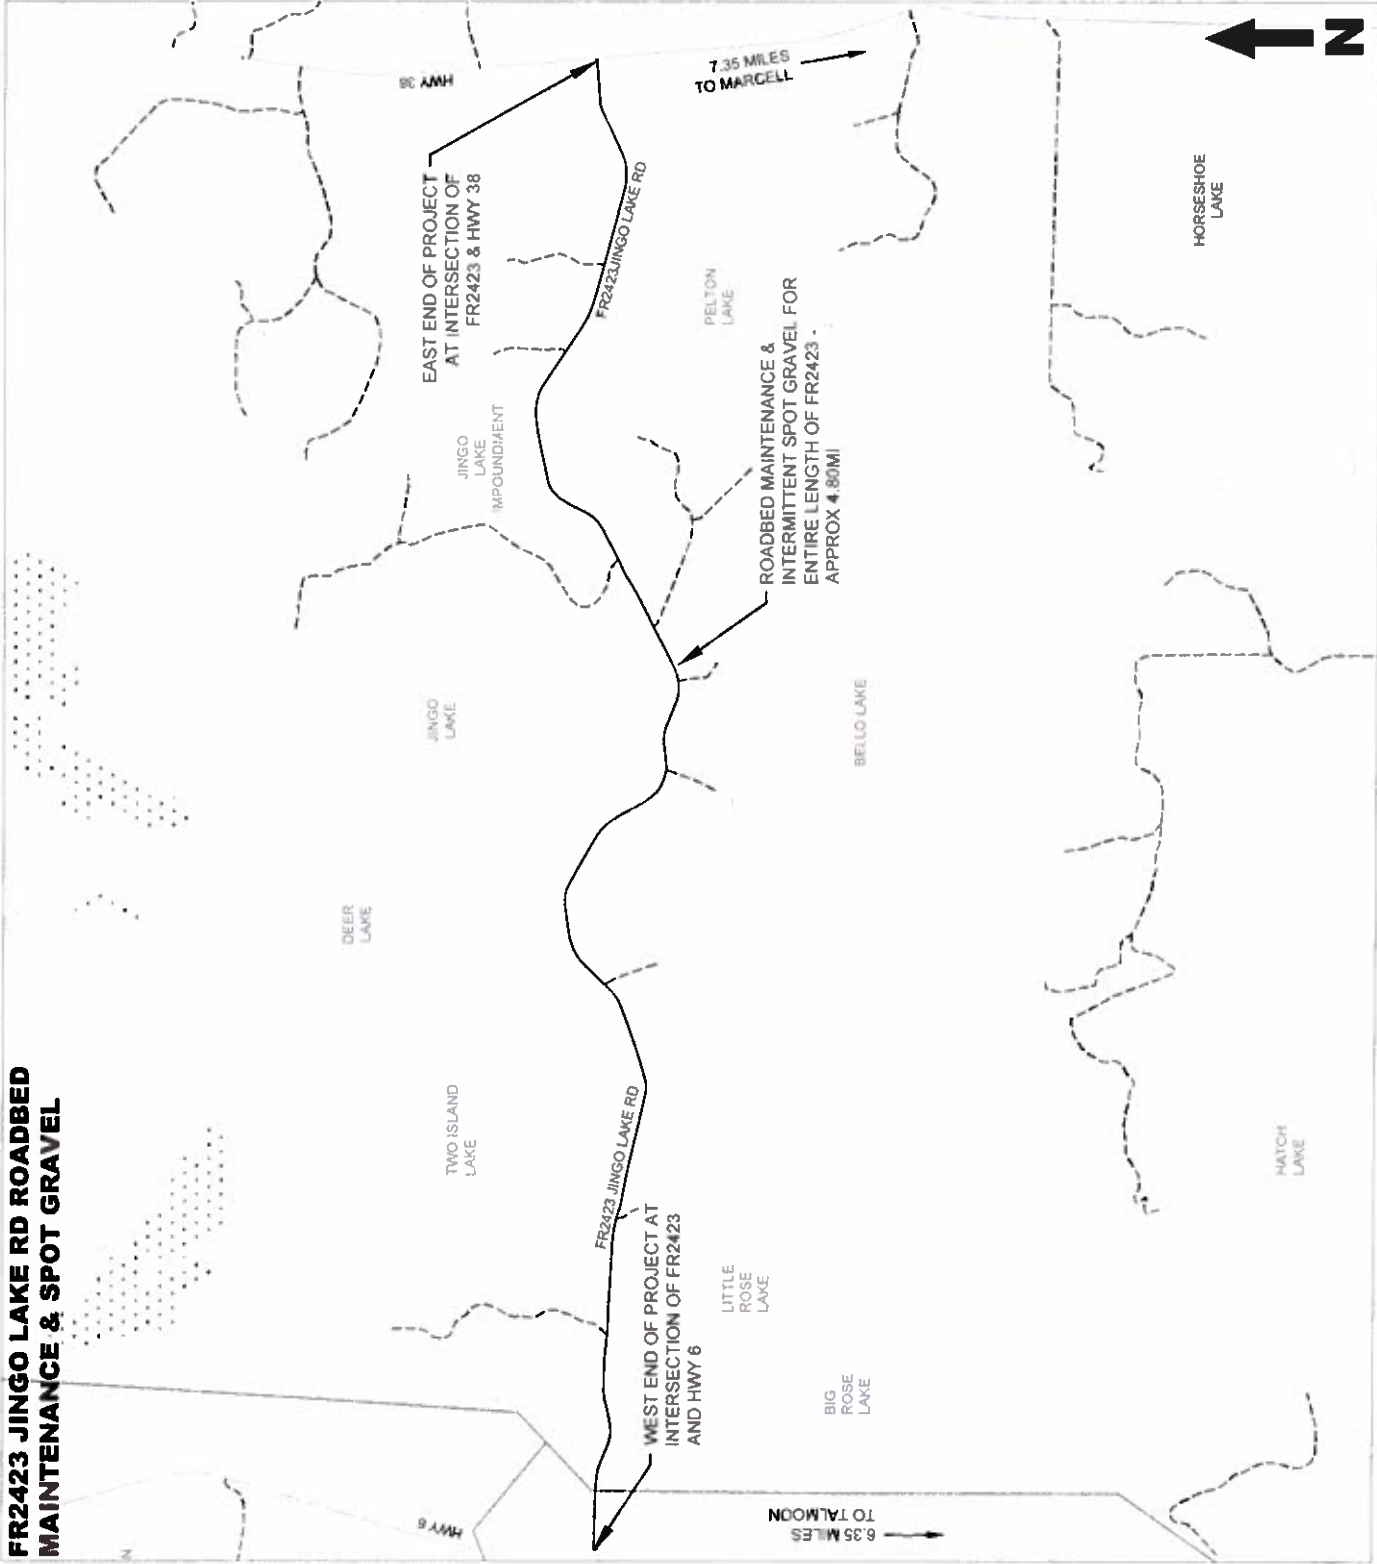 FR2423 JINGO LAKE RD ROADBED
MAINTENANCE & SPOT GRAVEL
N
HWY 6
HWY 38
EAST END OF PROJECT
AT INTERSECTION OF
FR2423 & HWY 38
7.35 MILES
TO MARCELL
DEER
LAKE
TWO ISLAND
LAKE
JINGO
LAKE
JINGO
LAKE
IMPOUNDMENT
FR2423 JINGO LAKE RD
FR2423 JINGO LAKE RD
WEST END OF PROJECT AT
INTERSECTION OF FR2423
AND HWY 6
LITTLE
ROSE
LAKE
BIG
ROSE
LAKE
PELTON
LAKE
ROADBED MAINTENANCE &
INTERMITTENT SPOT GRAVEL FOR
ENTIRE LENGTH OF FR2423 -
APPROX 4.80MI
BELLO LAKE
6.35 MILES
TO TALMOON
HORSESHOE
LAKE
HATCH
LAKE
N